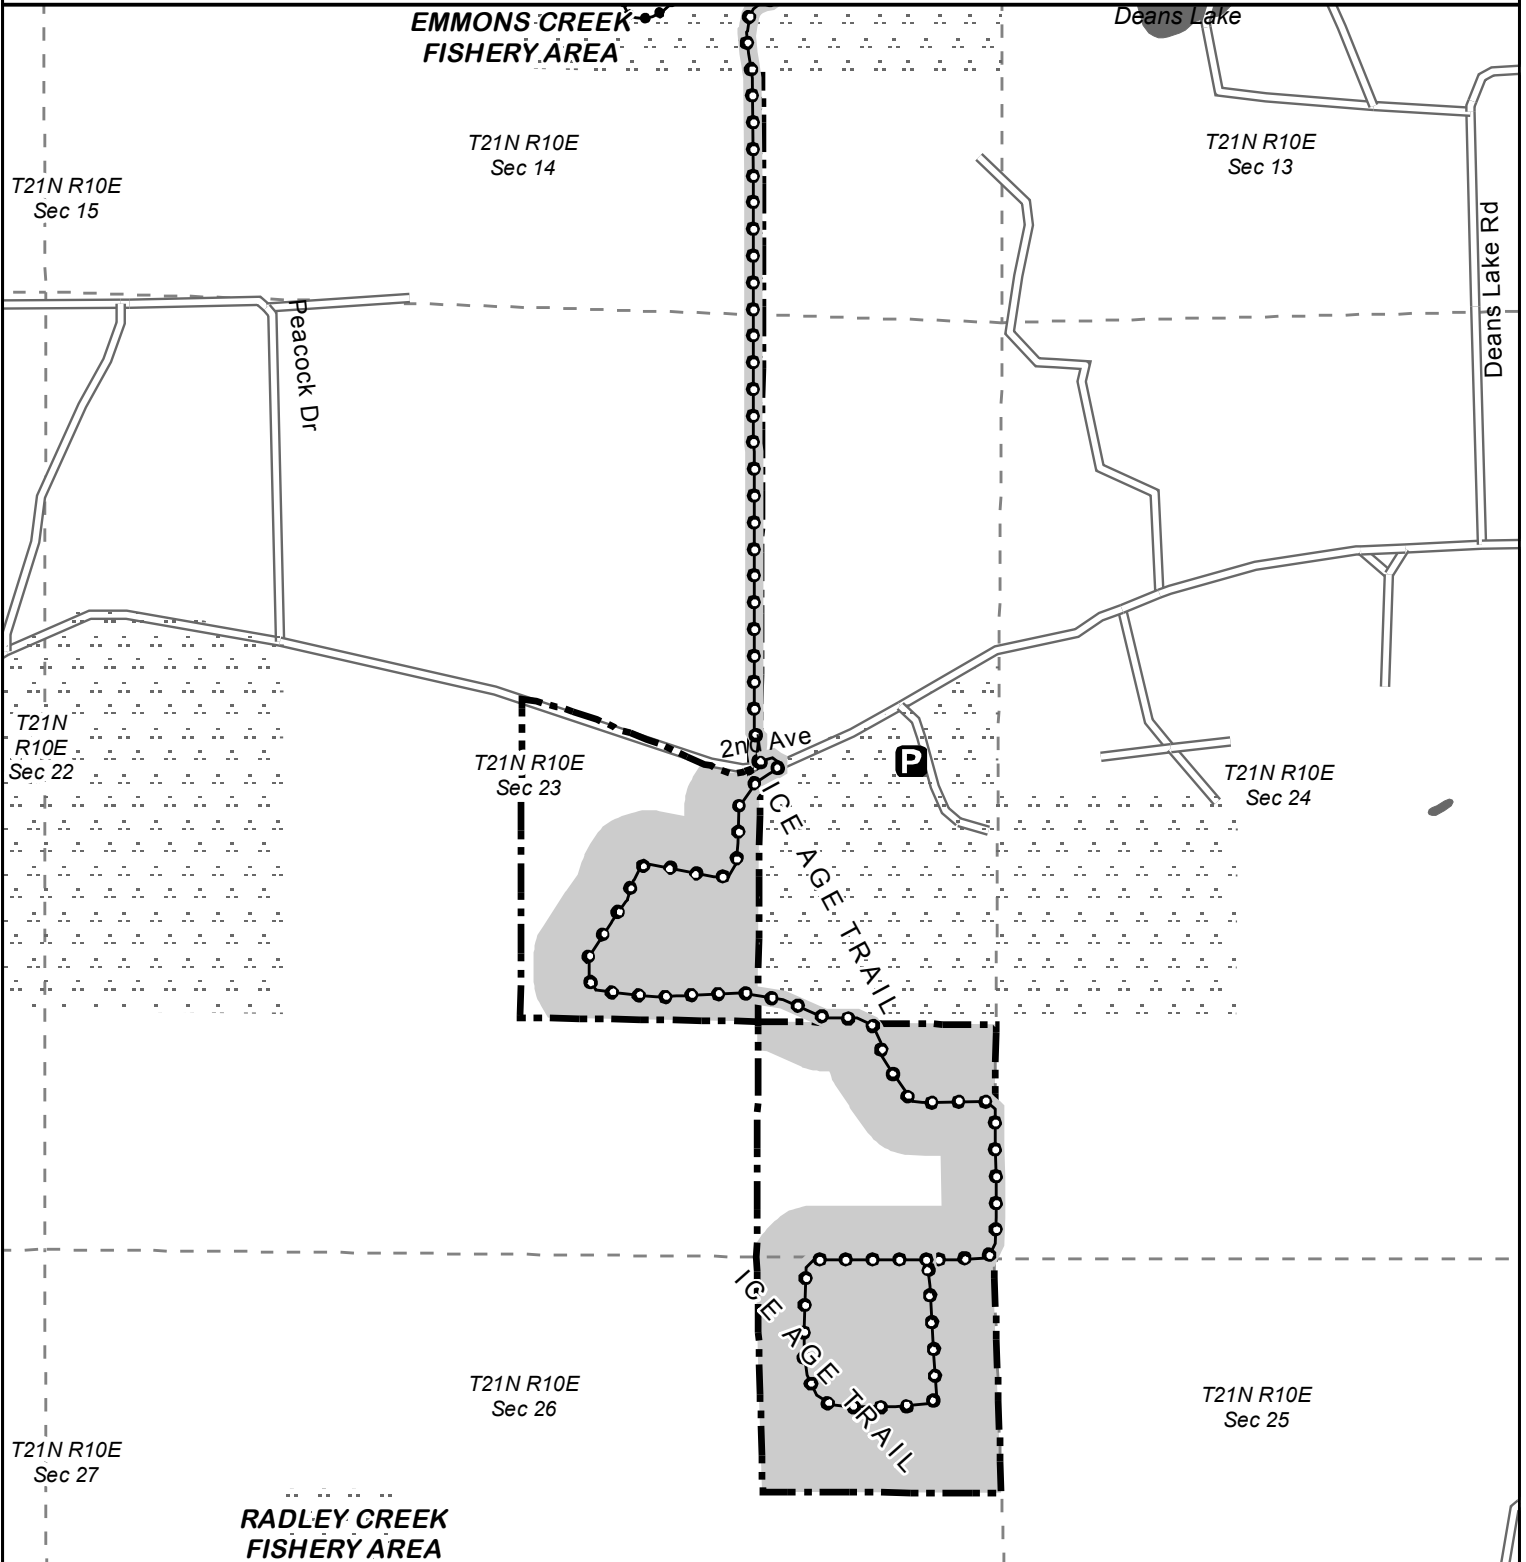 EMMONS CREEK
FISHERY AREA
Deans Lake
T21N R10E
Sec 14
T21N R10E
Sec 13
T21N R10E
Sec 15
Deans Lake Rd
Peacock Dr
T21N
R10E
Sec 22
T21N R10E
Sec 23
2nd Ave
P
T21N R10E
Sec 24
ICE AGE TRAIL
ICE AGE TRAIL
T21N R10E
Sec 26
T21N R10E
Sec 25
T21N R10E
Sec 27
RADLEY CREEK
FISHERY AREA